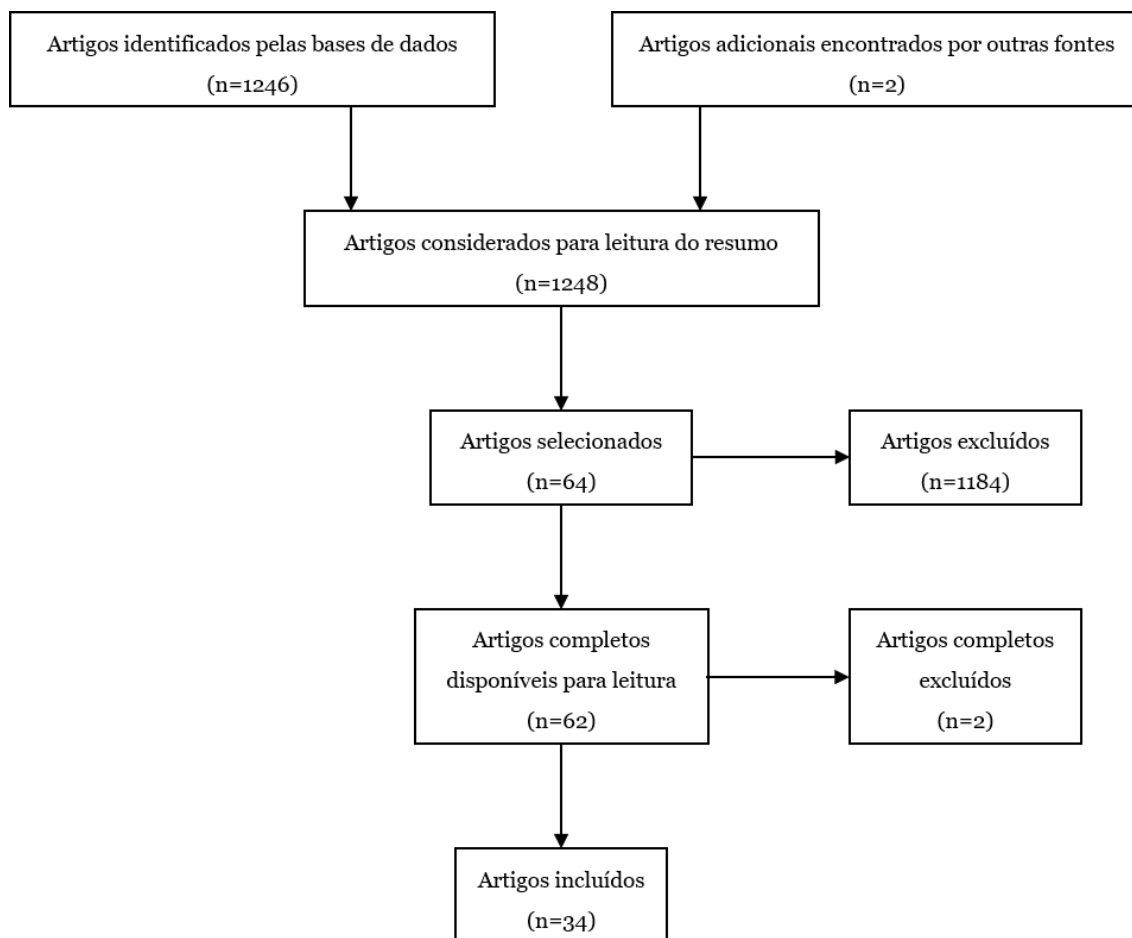 Artigos identificados pelas bases de dados
(n=1246)
Artigos adicionais encontrados por outras fontes
(n=2)
Artigos considerados para leitura do resumo
(n=1248)
Artigos selecionados
(n=64)
Artigos excluídos
(n=1184)
Artigos completos
disponíveis para leitura
(n=62)
Artigos completos
excluídos
(n=2)
Artigos incluídos
(n=34)